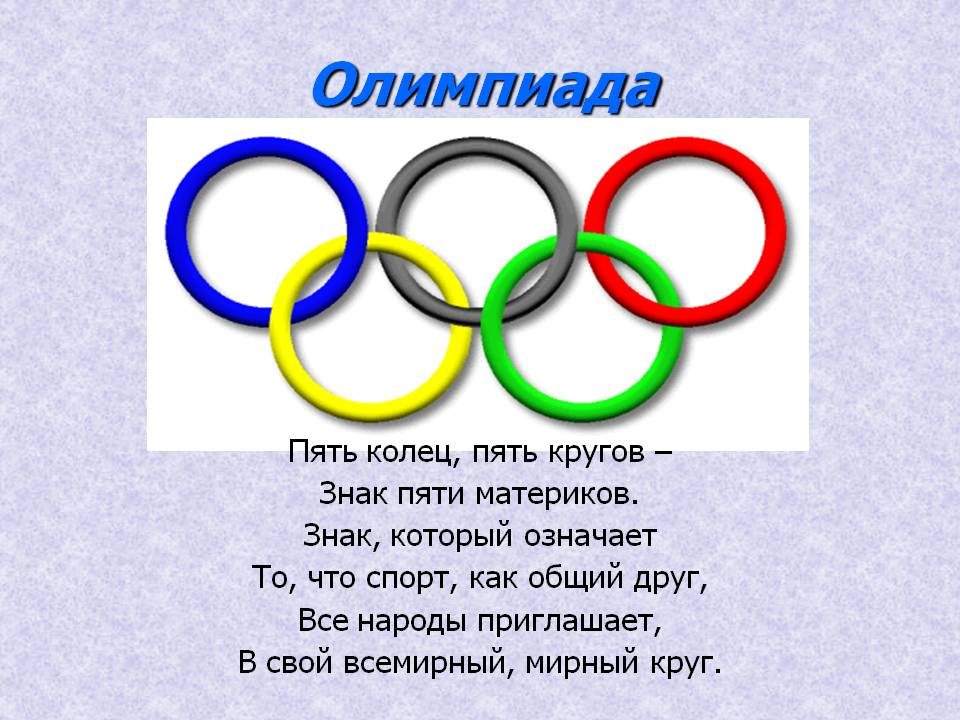 Олимпиада
Пять колец, пять кругов –
Знак пяти материков.
Знак, который означает
То, что спорт, как общий друг,
Все народы приглашает,
В свой всемирный, мирный круг.